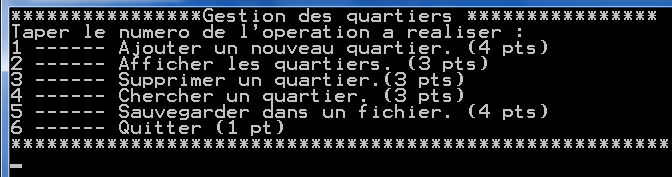 ****************Gestion des quartiers ****************
Taper le numero de l'operation a realiser :
1 ------ Ajouter un nouveau quartier. (4 pts)
2 ------ Afficher les quartiers. (3 pts)
3 ------ Supprimer un quartier.(3 pts)
4 ------ Chercher un quartier. (3 pts)
5 ------ Sauvegarder dans un fichier. (4 pts)
6 ------ Quitter (1 pt)
******************************************************
_